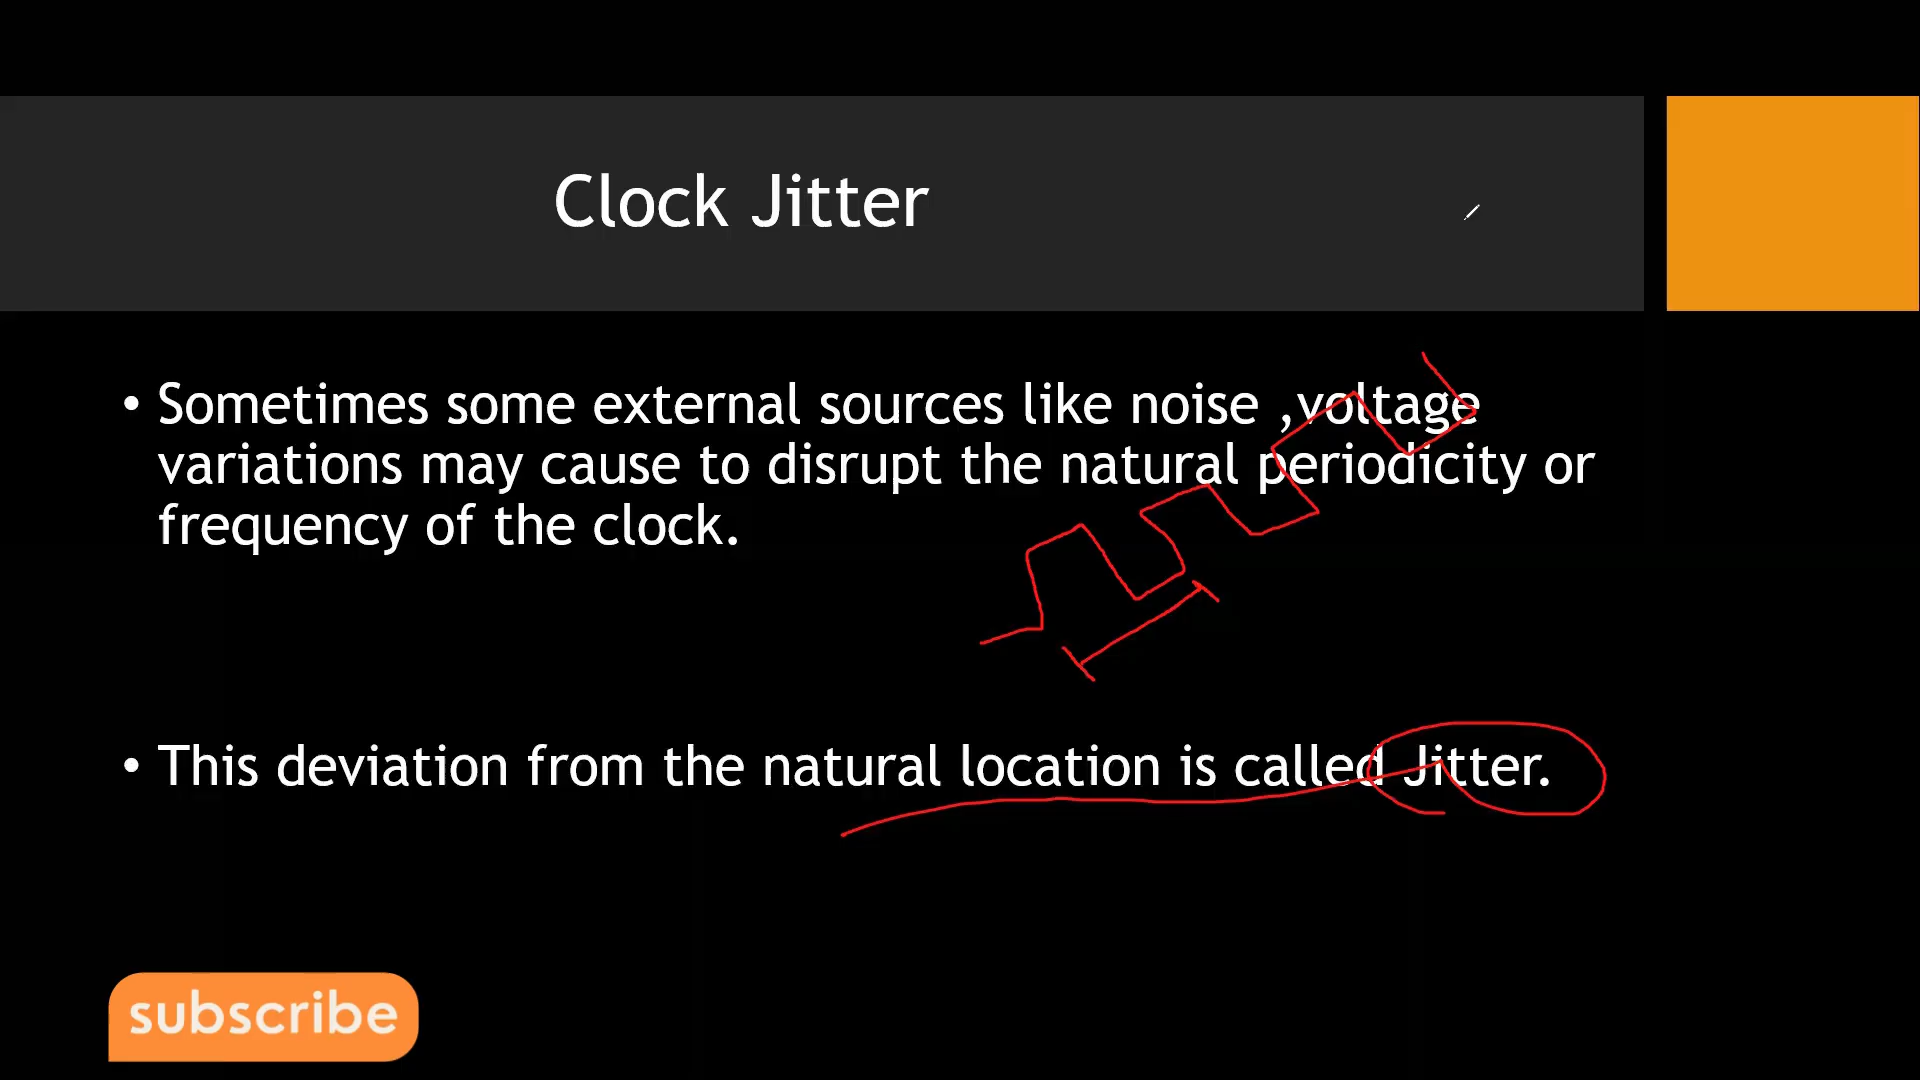 Clock Jitter
• Sometimes some external sources like noise ,voltage
variations may cause to disrupt the natural periodicity or
frequency of the clock.
• This deviation from the natural location is called Jitter.
subscribe